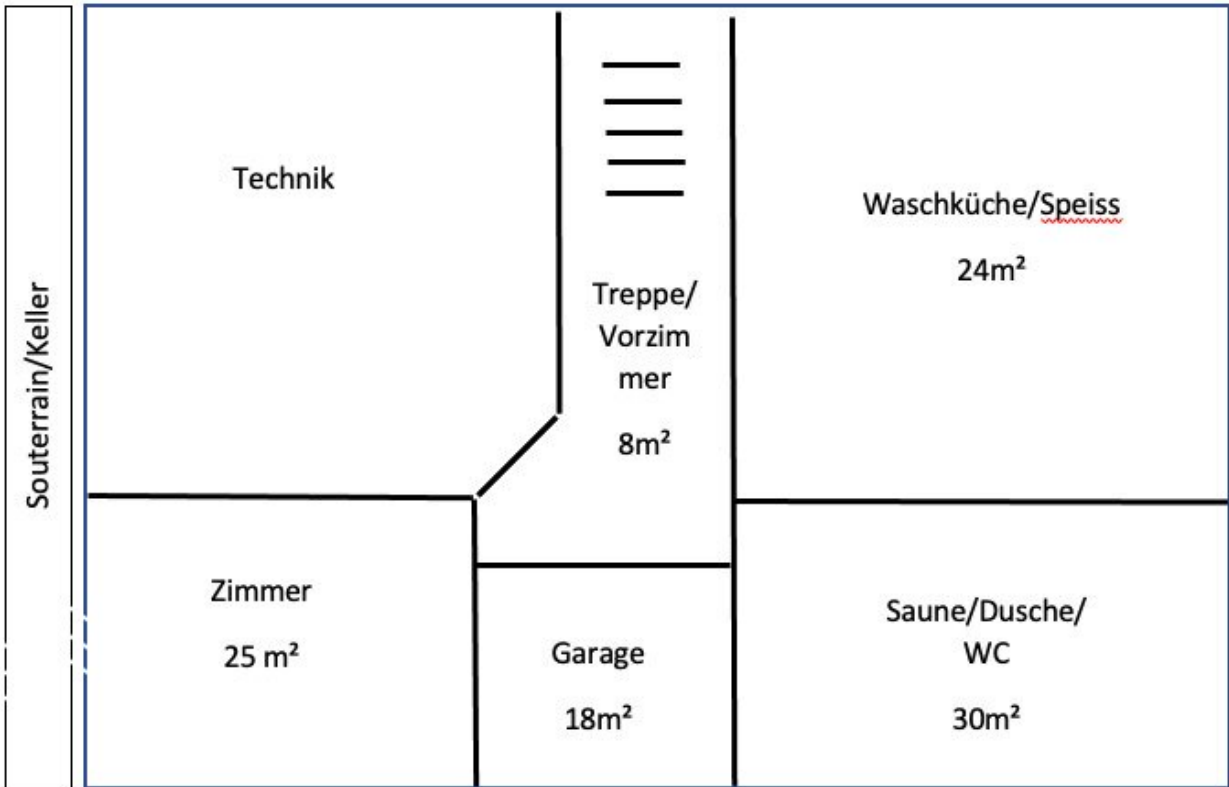 Souterrain/Keller
Technik
Treppe/
Vorzim
mer
8m²
Waschküche/Speiss
24m²
Zimmer
25 m²
Garage
18m²
Saune/Dusche/
WC
30m²